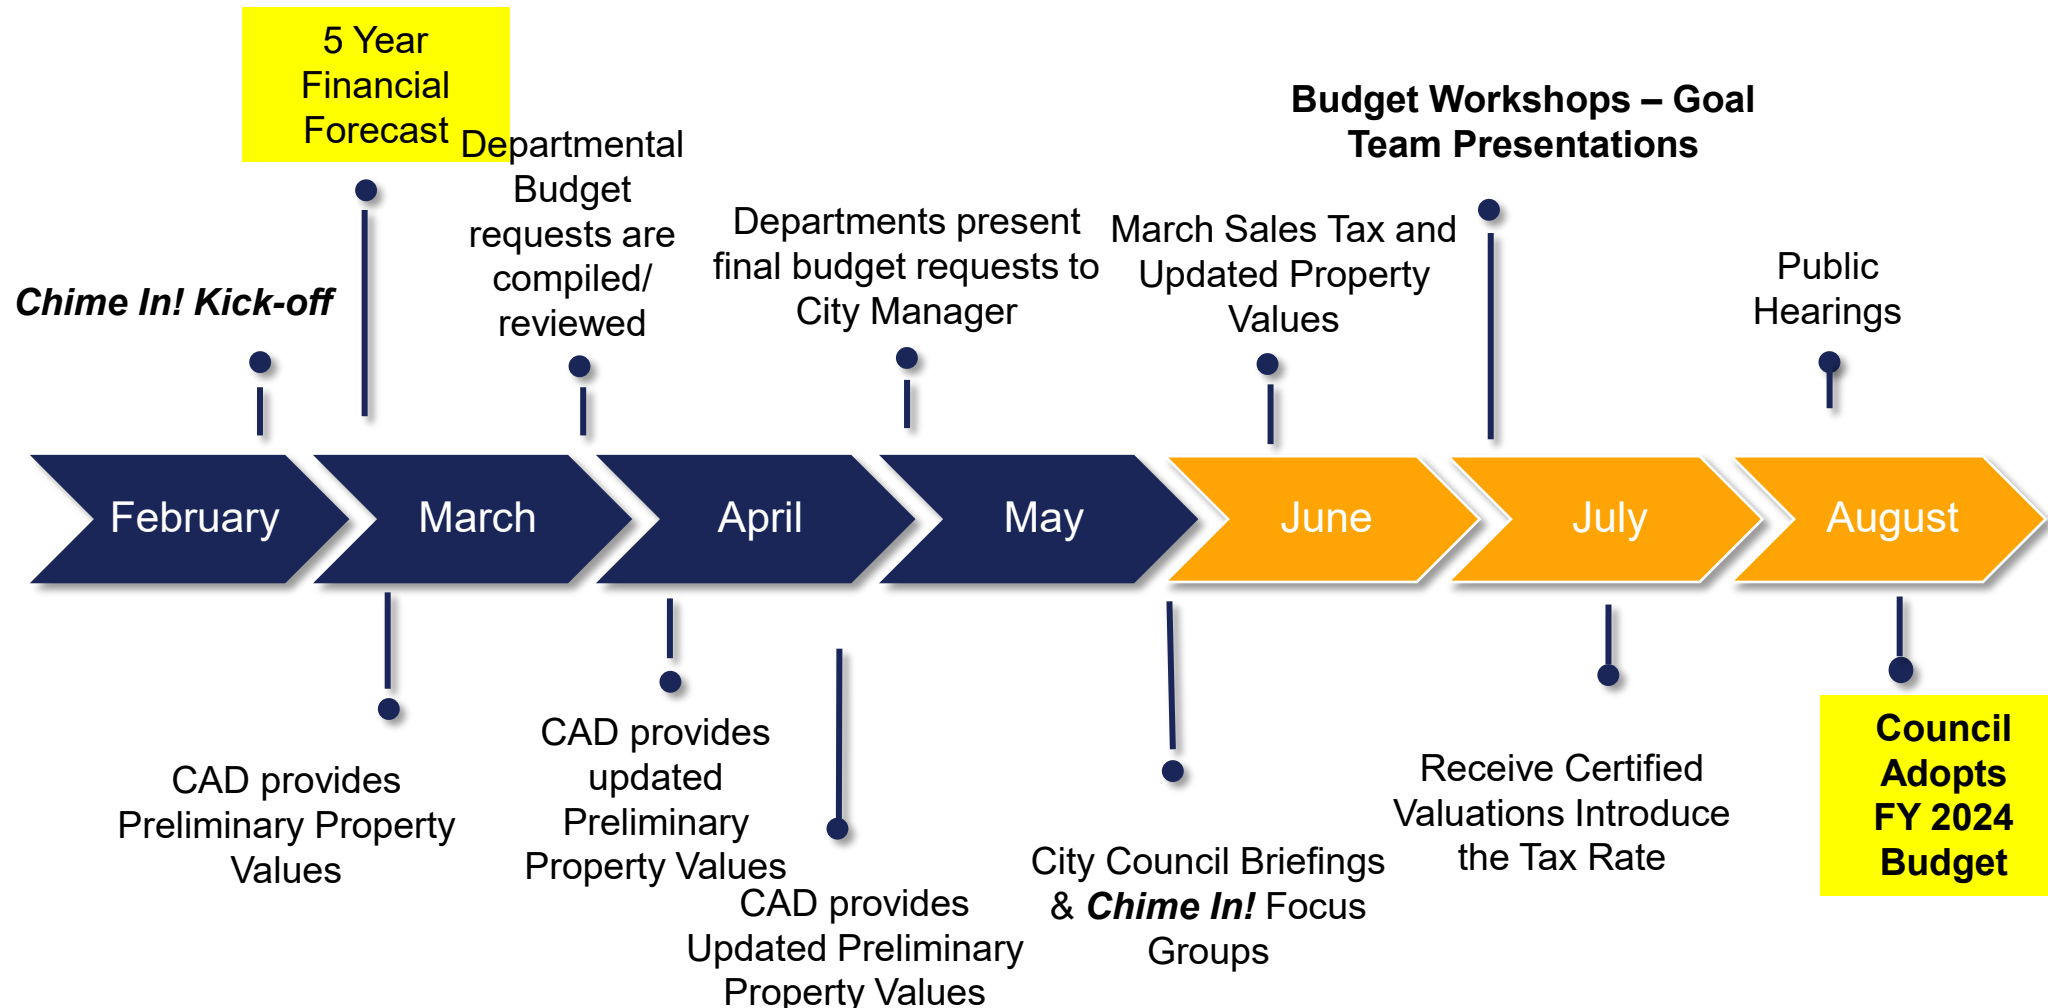 5 Year
Financial
Forecast
Departmental
Budget
requests are
compiled/
reviewed
Budget Workshops – Goal
Team Presentations
Departments present
final budget requests to
City Manager
March Sales Tax and
Updated Property
Values
Public
Hearings
Chime In! Kick-off
February
March
April
May
June
July
August
CAD provides
Preliminary Property
Values
CAD provides
updated
Preliminary
Property Values
CAD provides
Updated Preliminary
Property Values
City Council Briefings
& Chime In! Focus
Groups
Receive Certified
Valuations Introduce
the Tax Rate
Council
Adopts
FY 2024
Budget